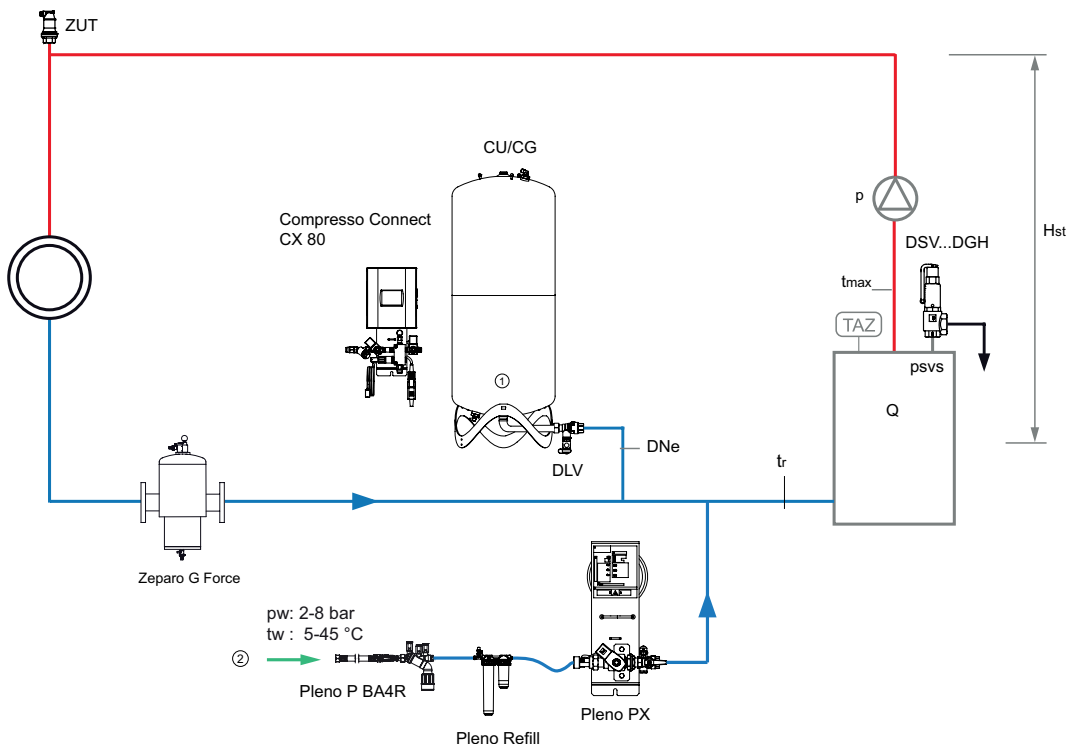 ZUT
CU/CG
Compresso Connect
CX 80
p
Hst
DSV...DGH
tmax
TAZ
psvs
Q
1
DNe
DLV
tr
Zeparo G Force
pw: 2-8 bar
tw : 5-45 °C
2
Pleno P BA4R
Pleno Refill
Pleno PX